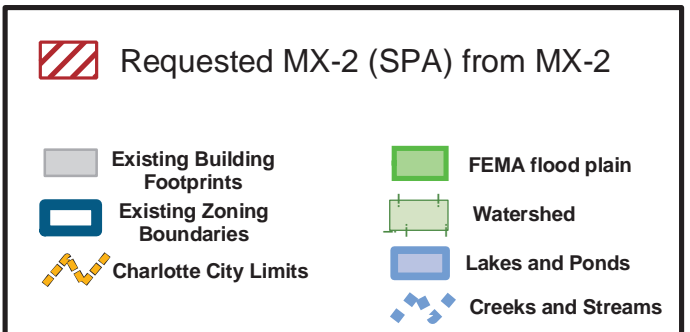 Requested MX-2 (SPA) from MX-2
Existing Building
Footprints
Existing Zoning
Boundaries
Charlotte City Limits
FEMA flood plain
Watershed
Lakes and Ponds
Creeks and Streams